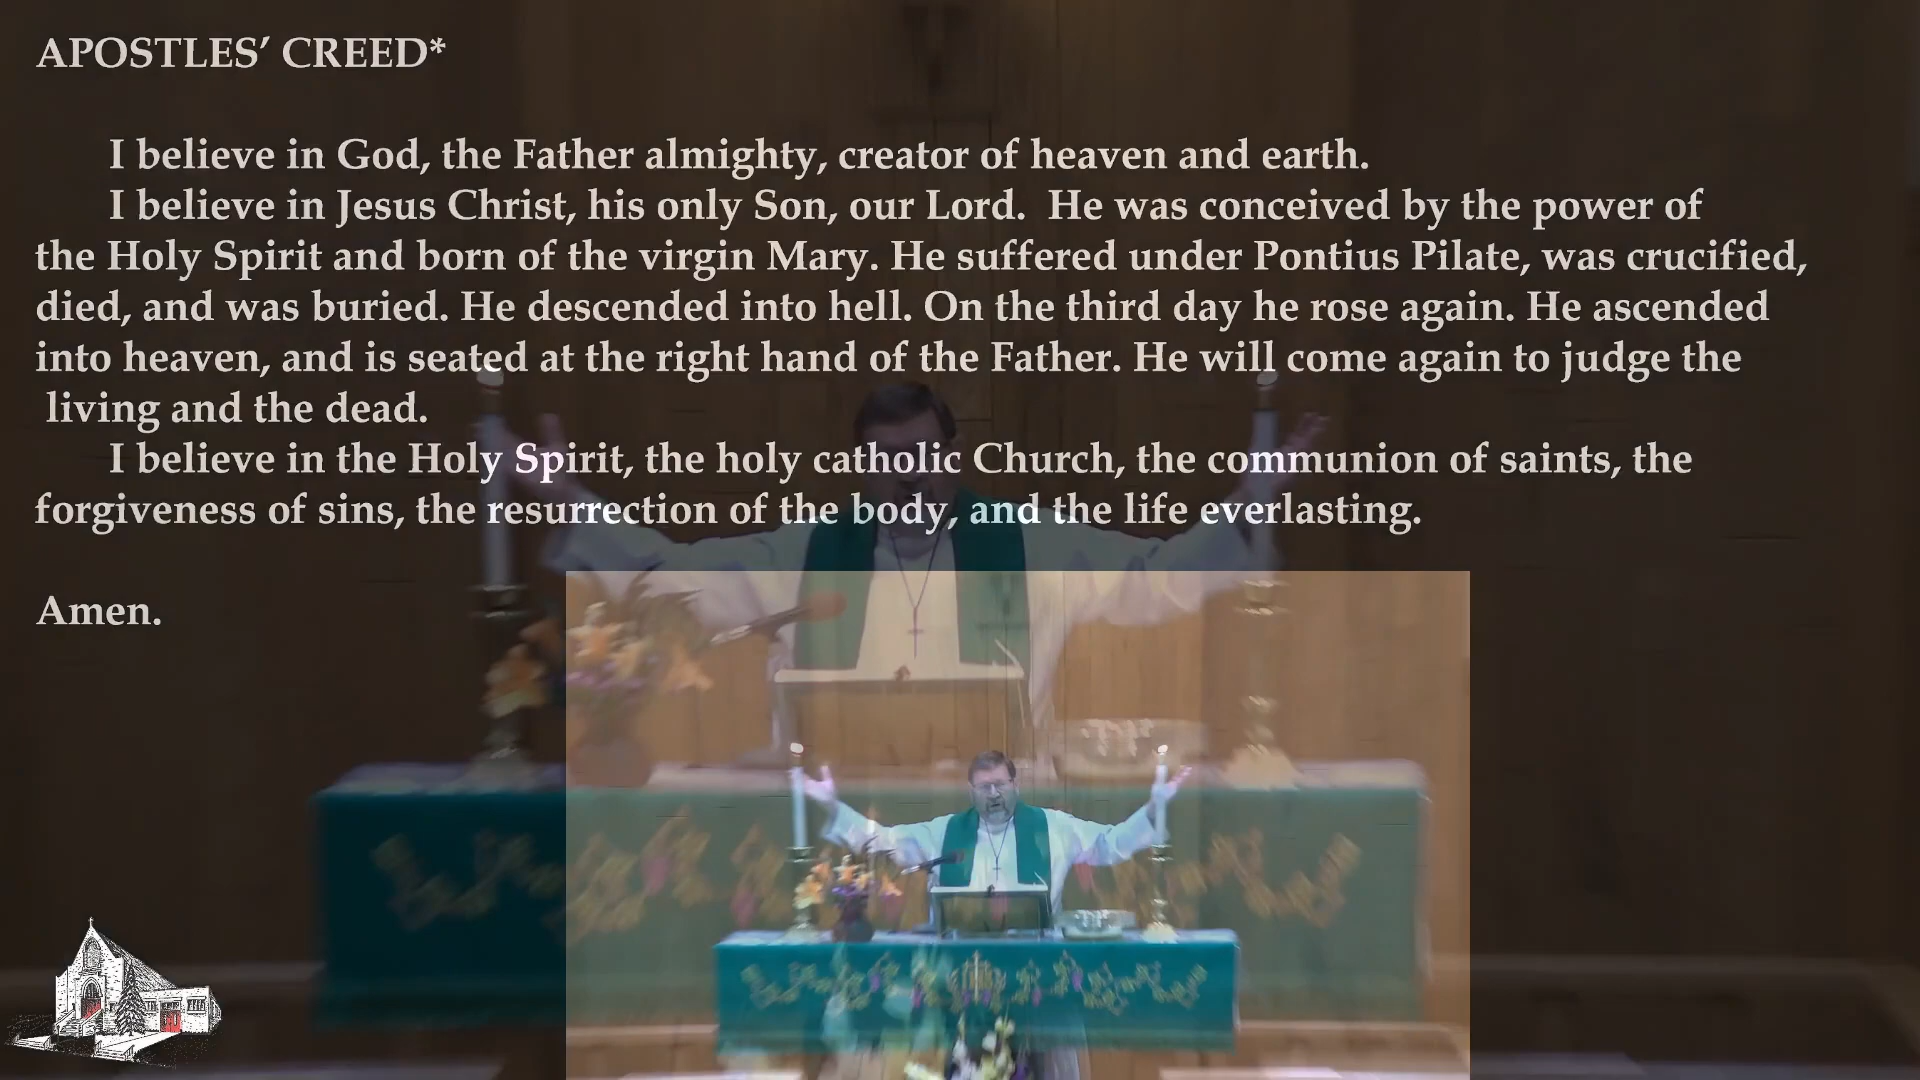 APOSTLES’ CREED*
I believe in God, the Father almighty, creator of heaven and earth.
I believe in Jesus Christ, his only Son, our Lord.  He was conceived by the power of
the Holy Spirit and born of the virgin Mary. He suffered under Pontius Pilate, was crucified,
died, and was buried. He descended into hell. On the third day he rose again. He ascended
into heaven, and is seated at the right hand of the Father. He will come again to judge the
living and the dead.
I believe in the Holy Spirit, the holy catholic Church, the communion of saints, the
forgiveness of sins, the resurrection of the body, and the life everlasting.
Amen.